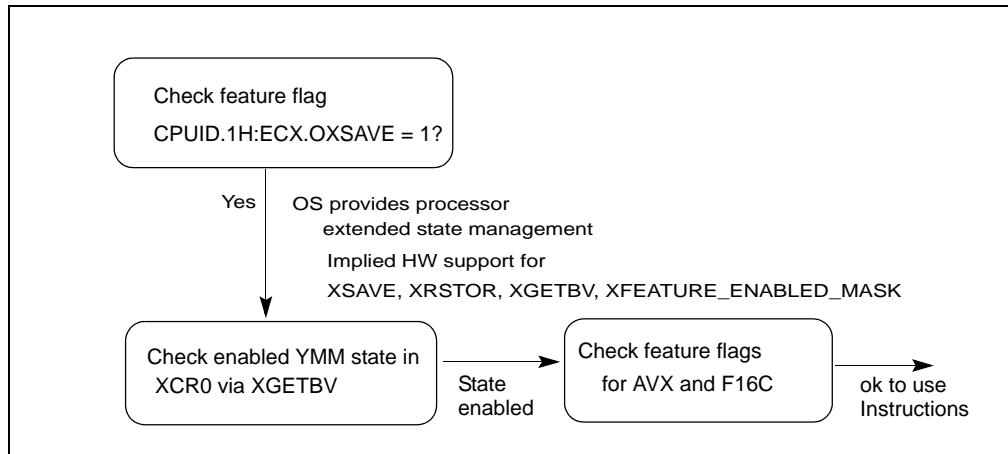 Check feature flag
CPUID.1H:ECX.OXSAVE = 1?
Yes
OS provides processor
extended state management
Implied HW support for
XSAVE, XRSTOR, XGETBV, XFEATURE_ENABLED_MASK
Check enabled YMM state in
XCR0 via XGETBV
State
enabled
Check feature flags
for AVX and F16C
ok to use
Instructions